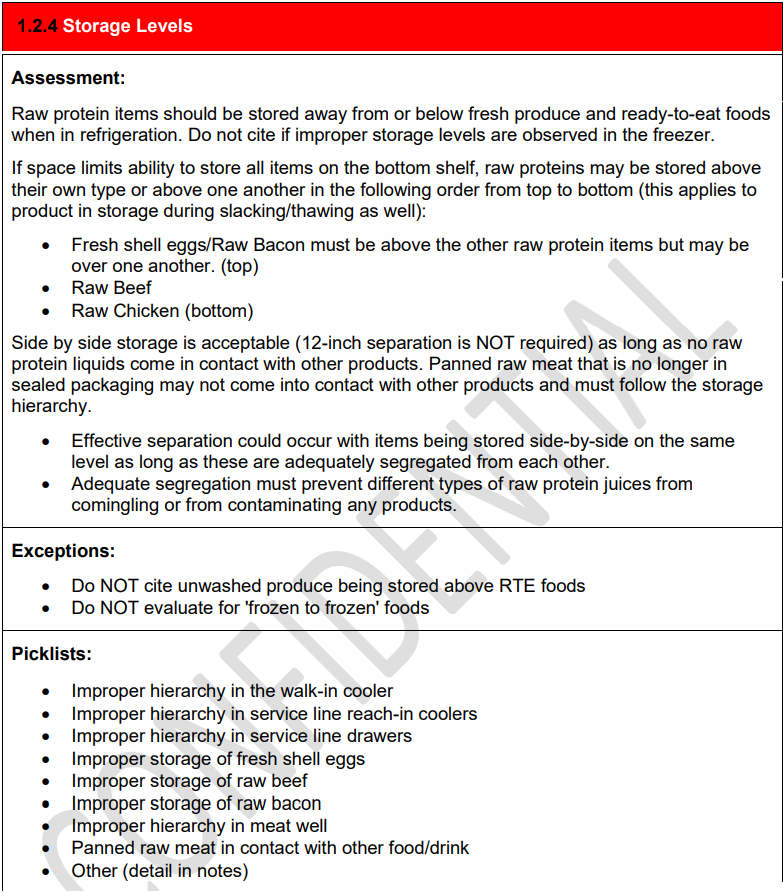 1.2.4 Storage Levels
Assessment:
Raw protein items should be stored away from or below fresh produce and ready-to-eat foods
when in refrigeration. Do not cite if improper storage levels are observed in the freezer.
If space limits ability to store all items on the bottom shelf, raw proteins may be stored above
their own type or above one another in the following order from top to bottom (this applies to
product in storage during slacking/thawing as well):
• Fresh shell eggs/Raw Bacon must be above the other raw protein items but may be
over one another. (top)
• Raw Beef
• Raw Chicken (bottom)
Side by side storage is acceptable (12-inch separation is NOT required) as long as no raw
protein liquids come in contact with other products. Panned raw meat that is no longer in
sealed packaging may not come into contact with other products and must follow the storage
hierarchy.
• Effective separation could occur with items being stored side-by-side on the same
level as long as these are adequately segregated from each other.
• Adequate segregation must prevent different types of raw protein juices from
comingling or from contaminating any products.
Exceptions:
• Do NOT cite unwashed produce being stored above RTE foods
• Do NOT evaluate for 'frozen to frozen' foods
Picklists:
• Improper hierarchy in the walk-in cooler
• Improper hierarchy in service line reach-in coolers
• Improper hierarchy in service line drawers
• Improper storage of fresh shell eggs
• Improper storage of raw beef
• Improper storage of raw bacon
• Improper hierarchy in meat well
• Panned raw meat in contact with other food/drink
• Other (detail in notes)
CONFIDENTIAL